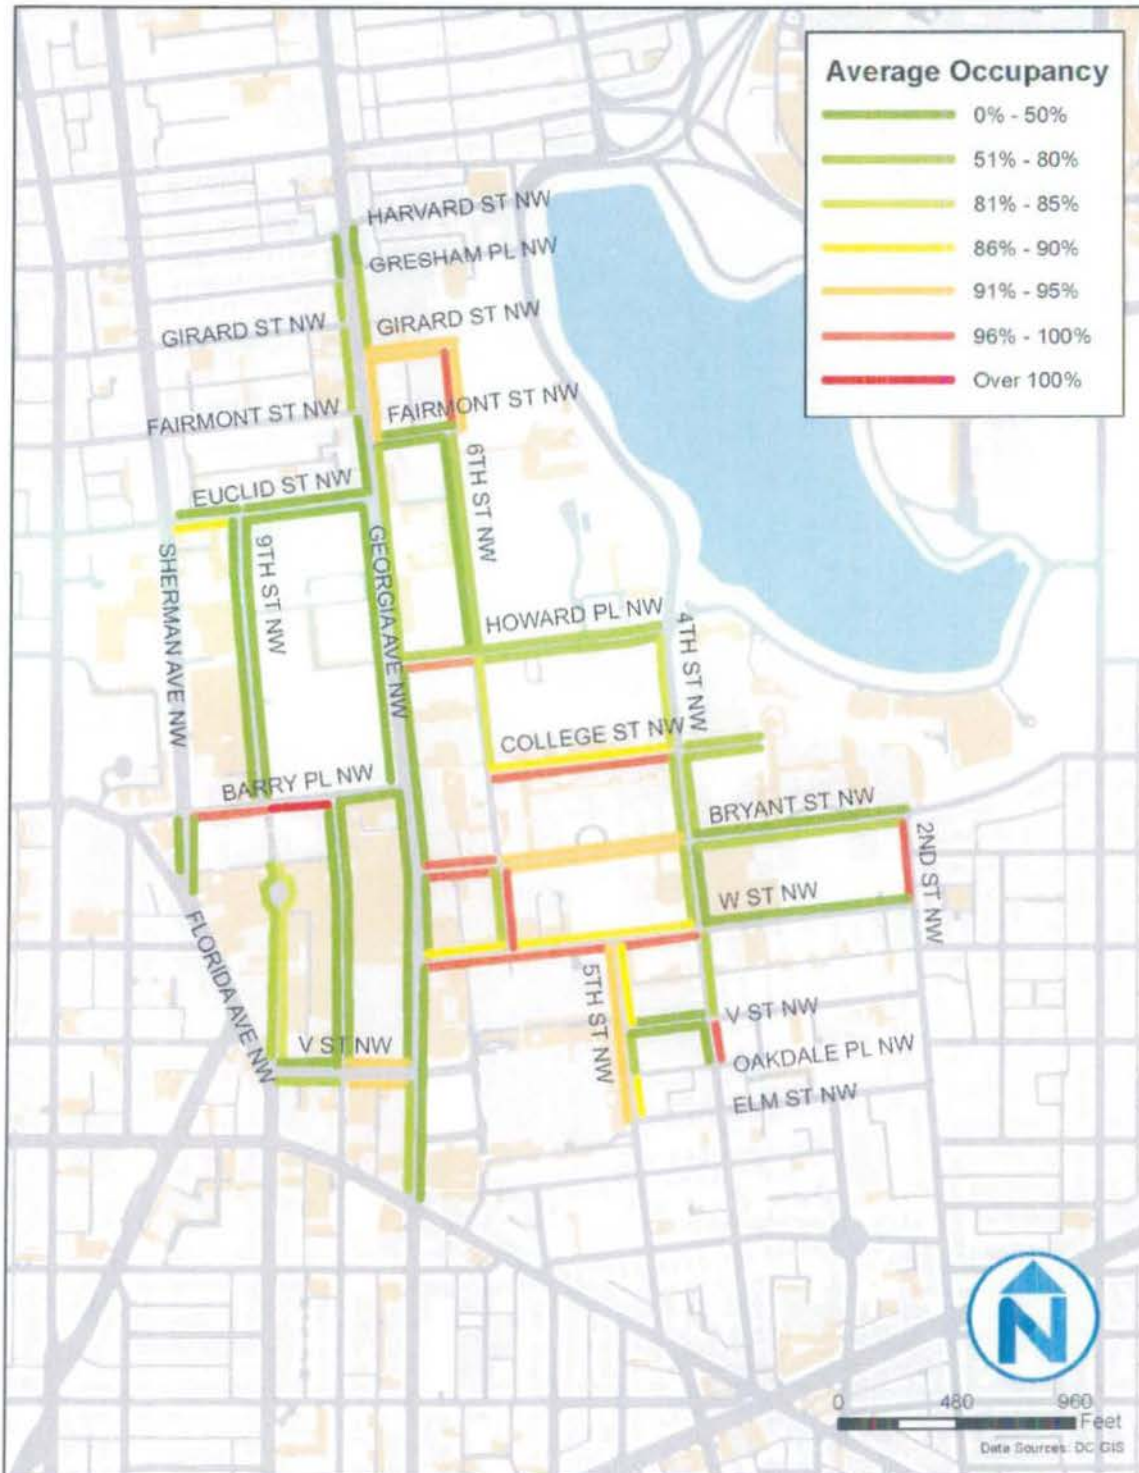 Average Occupancy
0% - 50%
51% - 80%
81% - 85%
86% - 90%
91% - 95%
96% - 100%
Over 100%
HARVARD ST NW
GRESHAM PL NW
GIRARD ST NW
GIRARD ST NW
FAIRMONT ST NW
FAIRMONT ST NW
6TH ST NW
EUCLID ST NW
9TH ST NW
GEORGIA AVE NW
SHERMAN AVE NW
HOWARD PL NW
4TH ST NW
COLLEGE ST NW
BARRY PL NW
BRYANT ST NW
2ND ST NW
W ST NW
FLORIDA AVE NW
5TH ST NW
V ST NW
V ST NW
OAKDALE PL NW
ELM ST NW
N
0 480 960
Feet
Data Sources: DC GIS